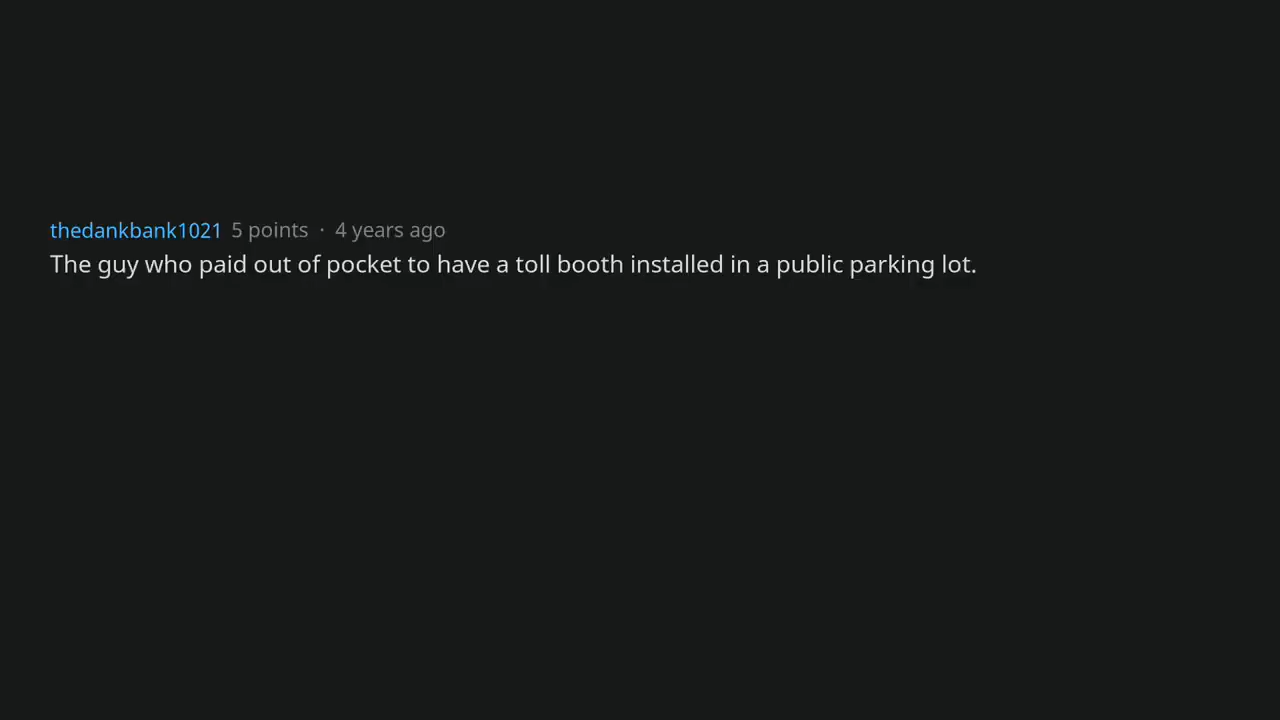 thedankbank1021 5 points · 4 years ago
The guy who paid out of pocket to have a toll booth installed in a public parking lot.